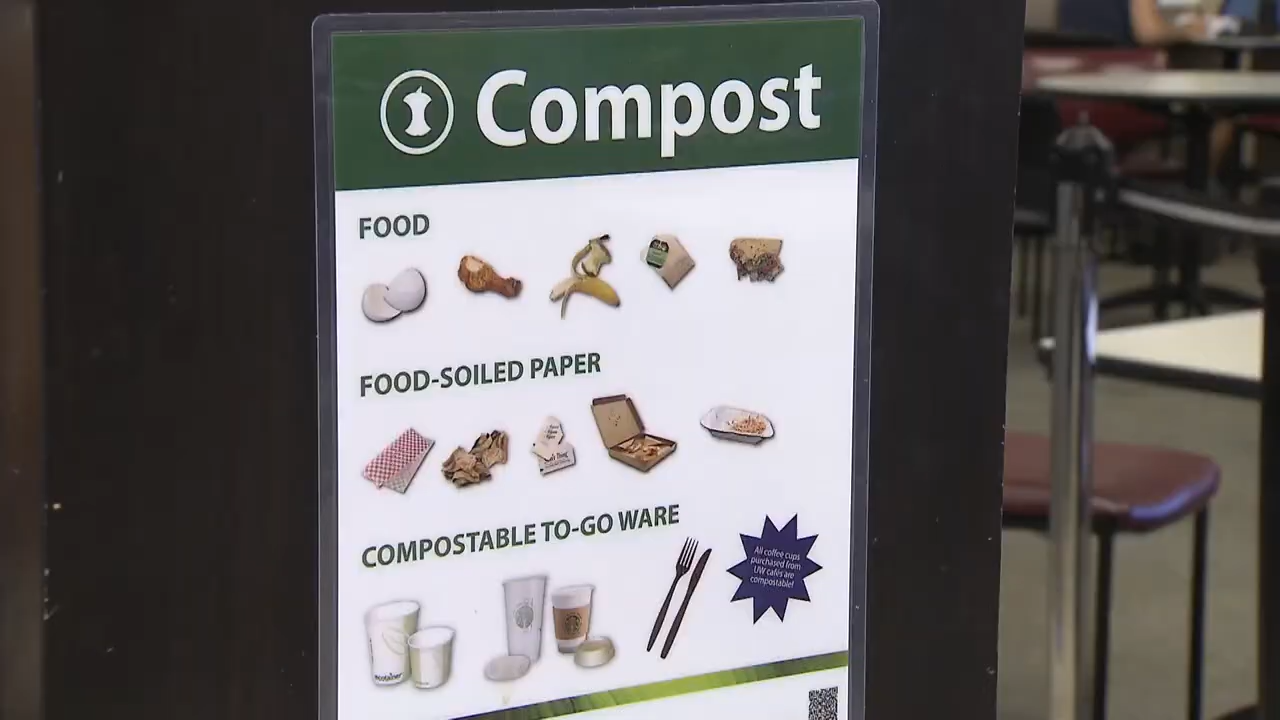 Compost
FOOD
FOOD-SOILED PAPER
COMPOSTABLE TO-GO WARE
All coffee cups
purchased from
UW cafés are
compostable!